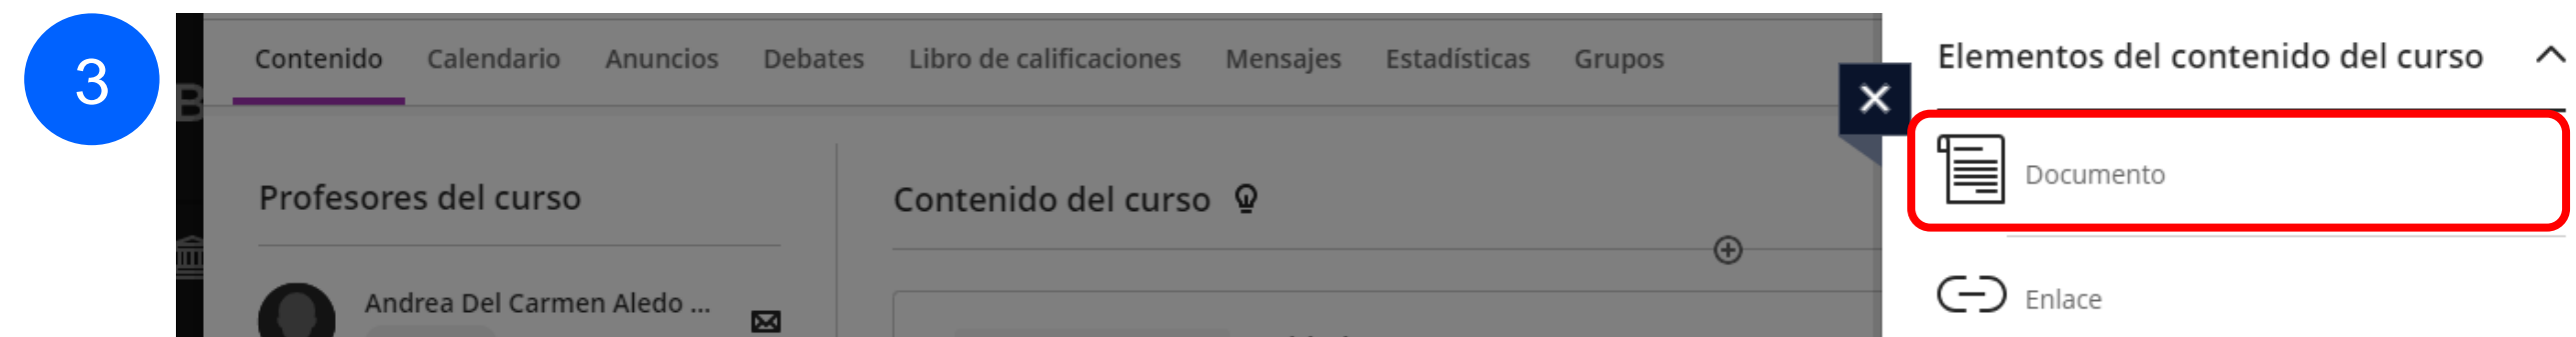 3
Contenido Calendario Anuncios Debates Libro de calificaciones Mensajes Estadísticas Grupos
B
Profesores del curso
Andrea Del Carmen Aledo ...
Contenido del curso
Elementos del contenido del curso
Documento
Enlace